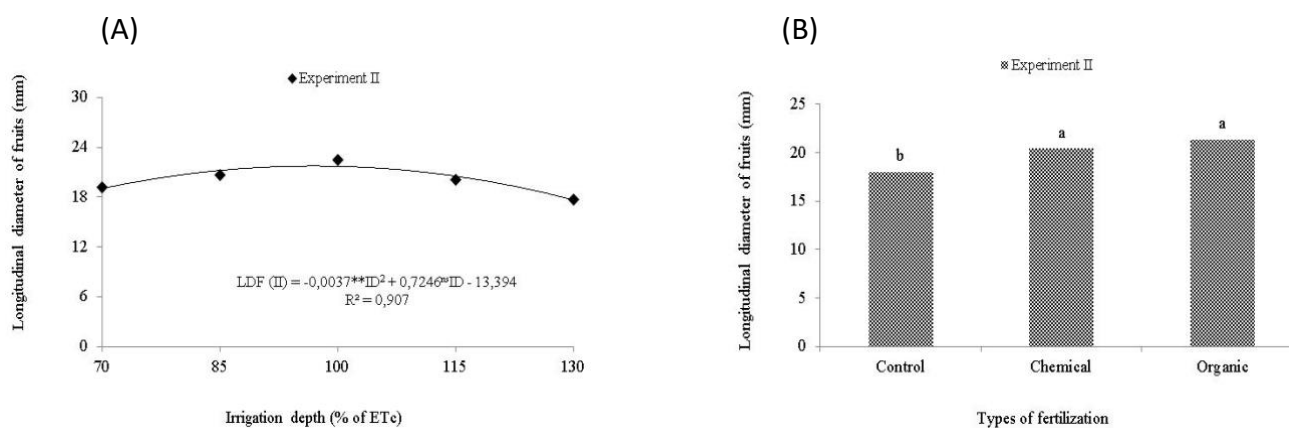 (A)
Experiment II
Longitudinal diameter of fruits (mm)
30
24
18
12
6
0
LDF (II) = -0,0037**ID² + 0,7246ⁿˢID - 13,394
R² = 0,907
70 85 100 115 130
Irrigation depth (% of ETc)
(B)
Experiment II
Longitudinal diameter of fruits (mm)
25
20
15
10
5
0
b a a
Control Chemical Organic
Types of fertilization